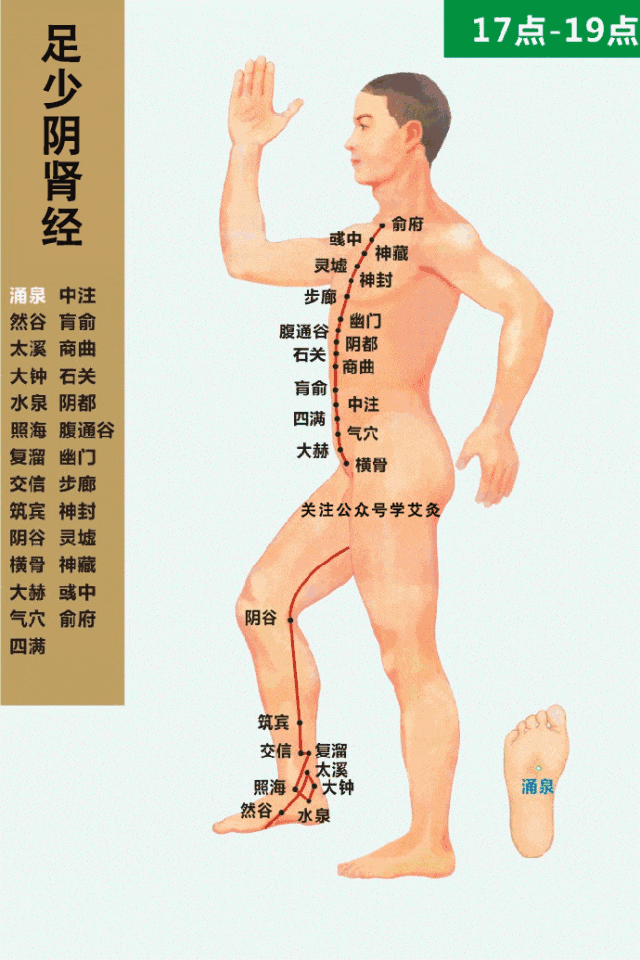 17点-19点
足少阴肾经
涌泉 中注
然谷 肓俞
太溪 商曲
大钟 石关
水泉 阴都
照海 腹通谷
复溜 幽门
交信 步廊
筑宾 神封
阴谷 灵墟
横骨 神藏
大赫 彧中
气穴 俞府
四满
俞府
彧中
神藏
灵墟
神封
步廊
幽门
腹通谷
阴都
石关
商曲
肓俞
中注
四满
气穴
大赫
横骨
关注公众号学艾灸
阴谷
筑宾
交信
复溜
太溪
照海
大钟
然谷
水泉
涌泉